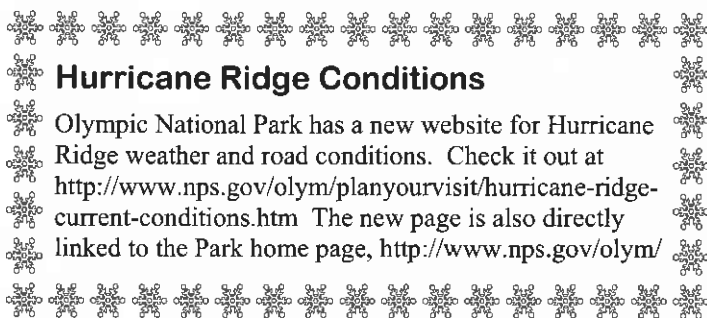 Hurricane Ridge Conditions
Olympic National Park has a new website for Hurricane
Ridge weather and road conditions.  Check it out at
http://www.nps.gov/olym/planyourvisit/hurricane-ridge-
current-conditions.htm  The new page is also directly
linked to the Park home page, http://www.nps.gov/olym/